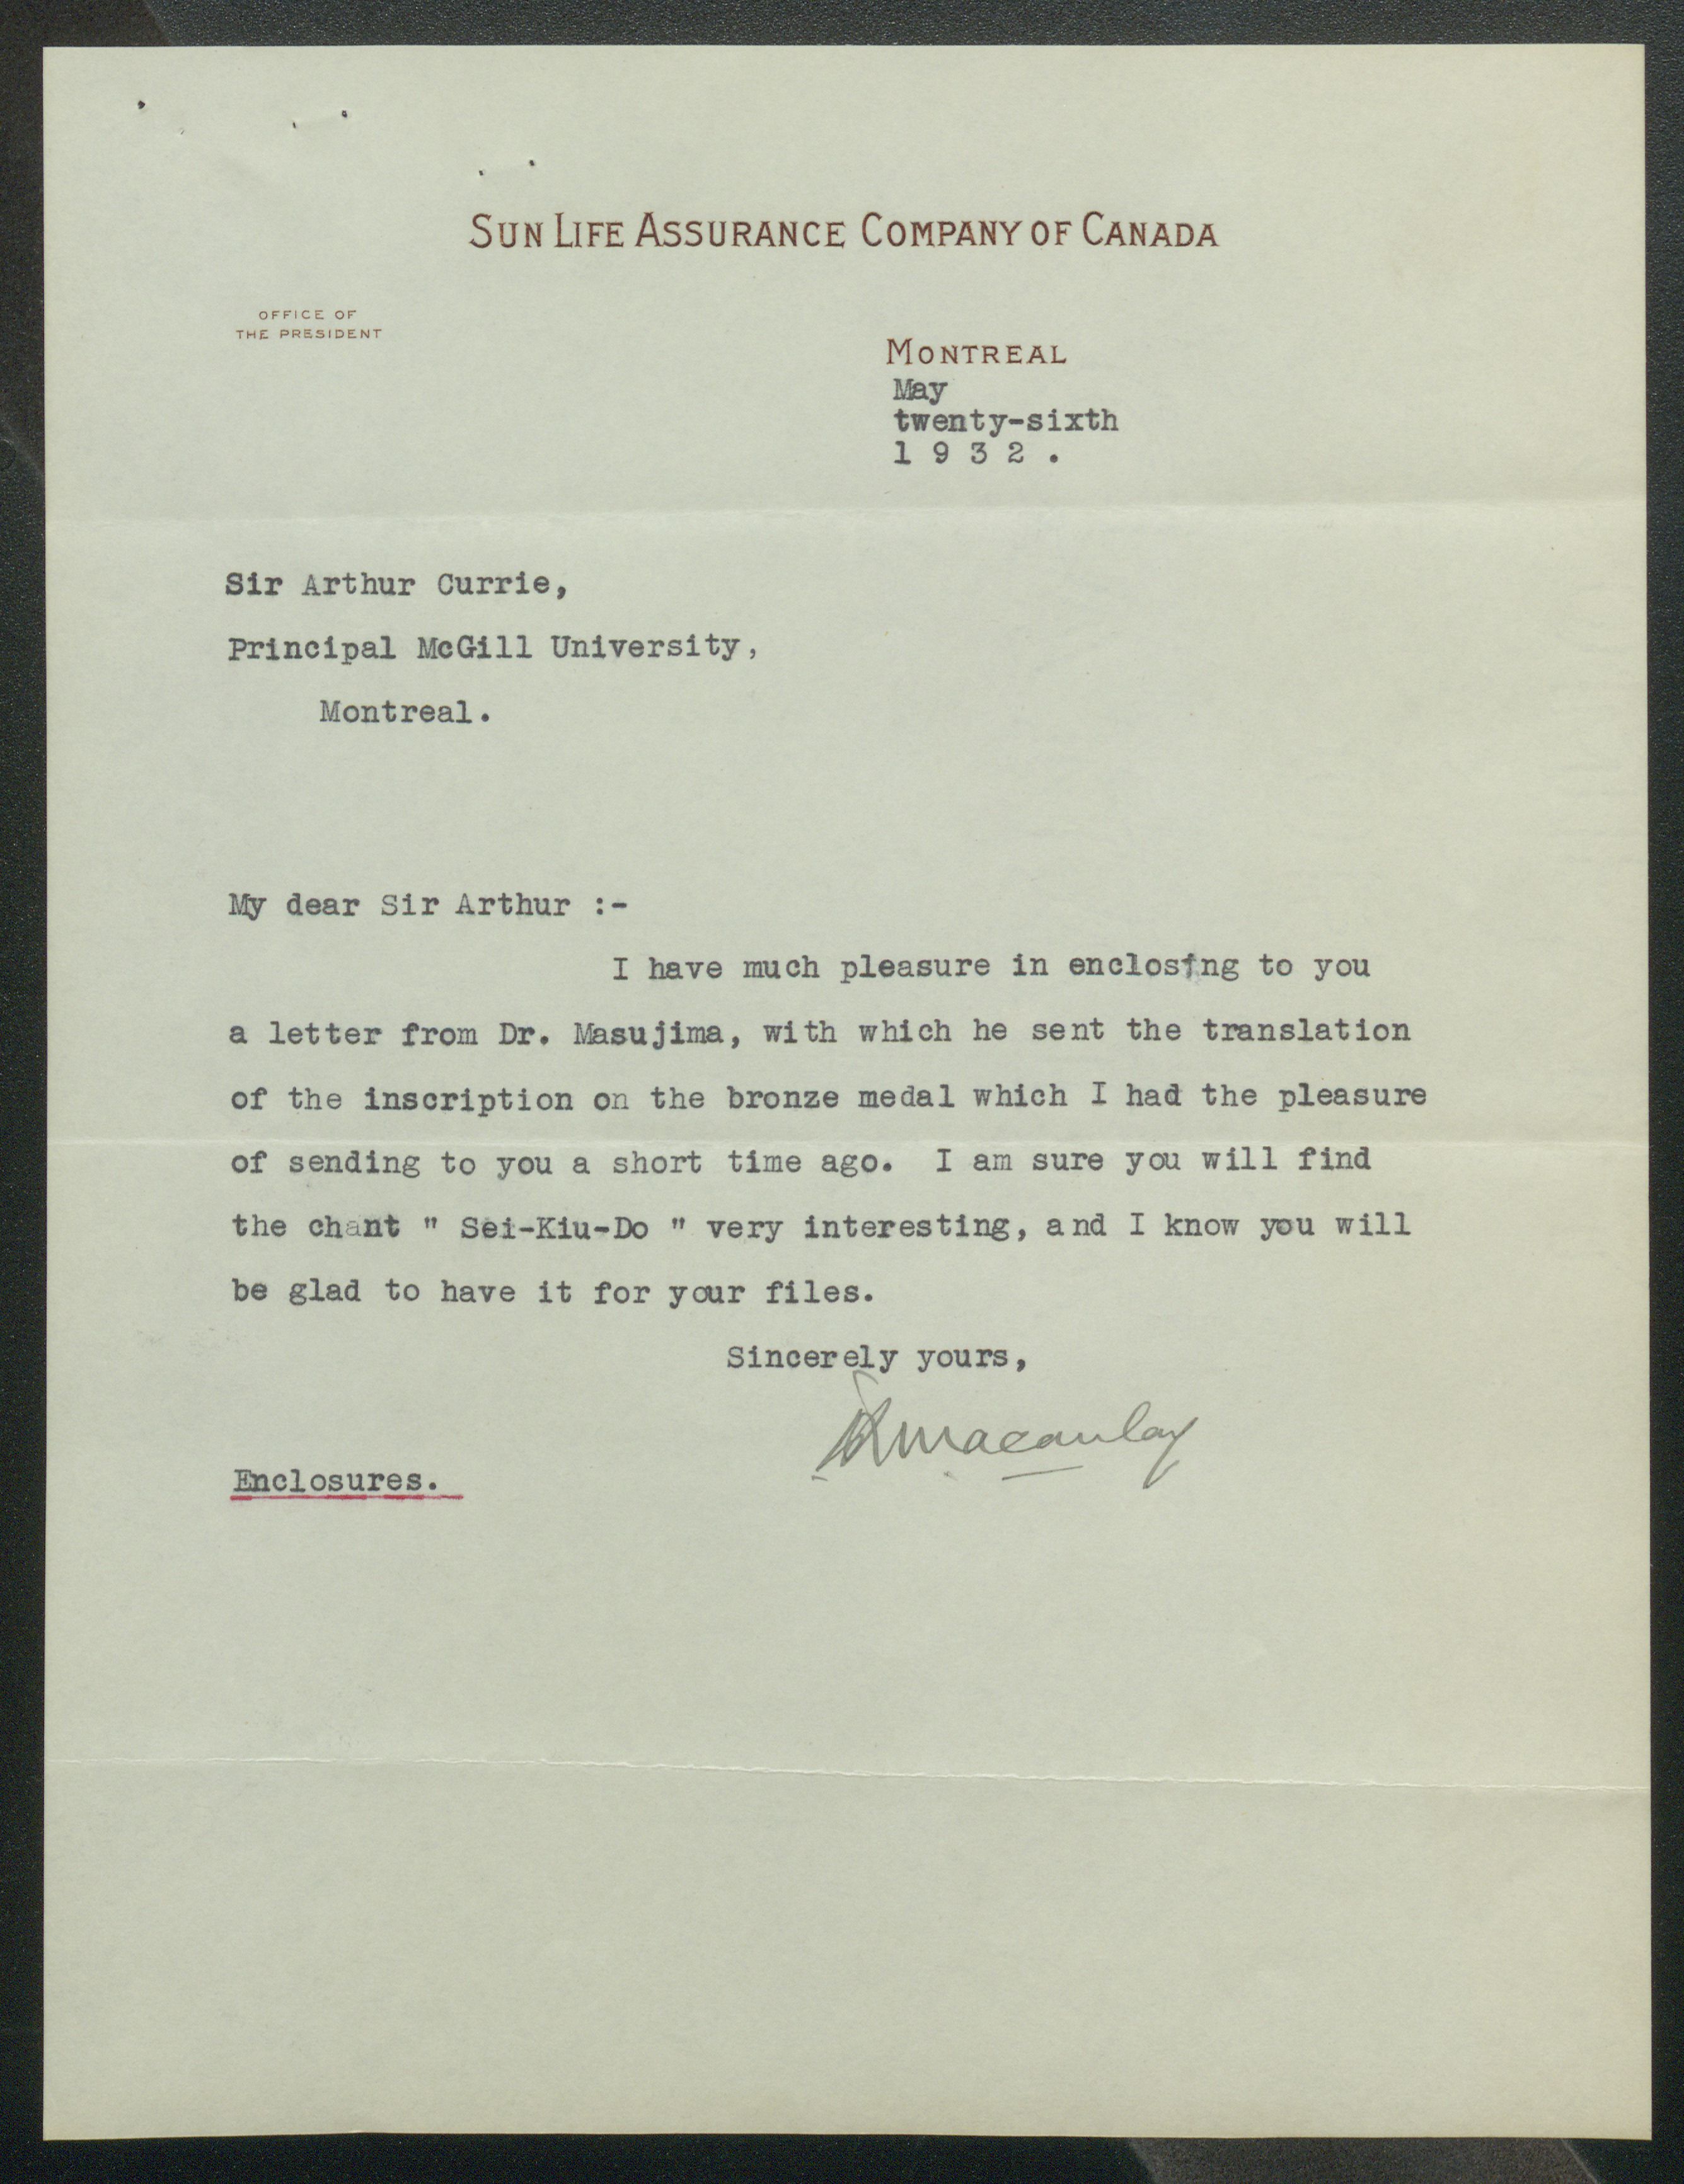 SUN LIFE ASSURANCE COMPANY OF CANADA
OFFICE OF
THE PRESIDENT
MONTREAL
May
twenty-sixth
1 9 3 2 .
Sir Arthur Currie,
Principal McGill University,
Montreal.
My dear Sir Arthur :-
I have much pleasure in enclosing to you
a letter from Dr. Masujima, with which he sent the translation
of the inscription on the bronze medal which I had the pleasure
of sending to you a short time ago. I am sure you will find
the chant " Sei-Kiu-Do " very interesting, and I know you will
be glad to have it for your files.
Sincerely yours,
Macaulay
Enclosures.